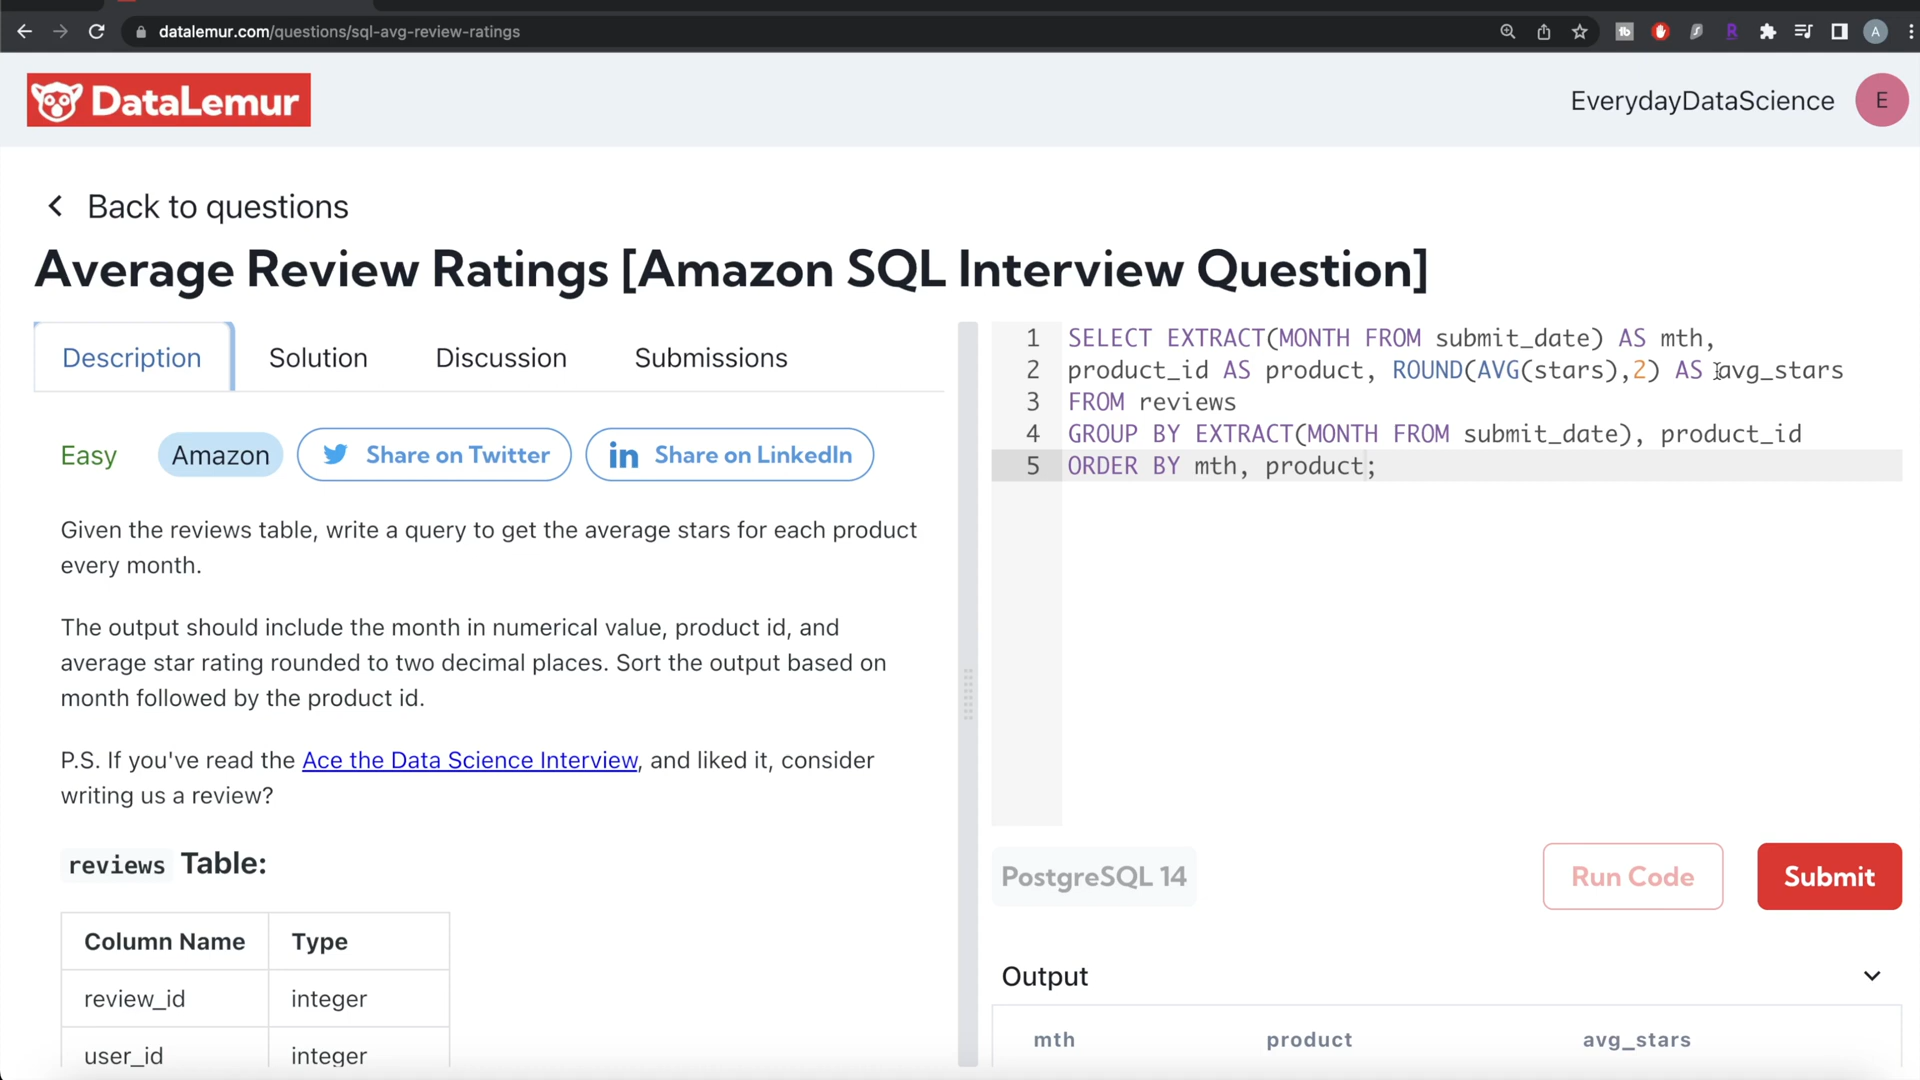 datalemur.com/questions/sql-avg-review-ratings
A
DataLemur
EverydayDataScience
E
Back to questions
Average Review Ratings [Amazon SQL Interview Question]
Description
Solution
Discussion
Submissions
Easy
Amazon
Share on Twitter
in Share on LinkedIn
Given the reviews table, write a query to get the average stars for each product
every month.
The output should include the month in numerical value, product id, and
average star rating rounded to two decimal places. Sort the output based on
month followed by the product id.
P.S. If you've read the Ace the Data Science Interview, and liked it, consider
writing us a review?
reviews Table:
Column Name Type
review_id integer
user_id integer
1 SELECT EXTRACT(MONTH FROM submit_date) AS mth,
2 product_id AS product, ROUND(AVG(stars),2) AS avg_stars
3 FROM reviews
4 GROUP BY EXTRACT(MONTH FROM submit_date), product_id
5 ORDER BY mth, product;
PostgreSQL 14
Run Code
Submit
Output
mth product avg_stars